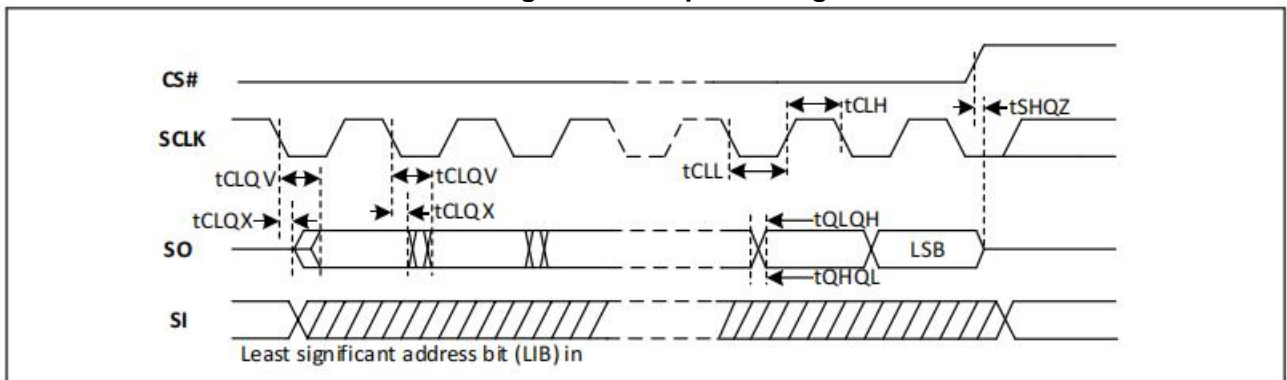 CS#
tCLH
tSHQZ
SCLK
tCLL
tCLQV
tCLQV
tCLQX
tCLQX
tQLQH
SO
LSB
tQHQL
SI
Least significant address bit (LIB) in